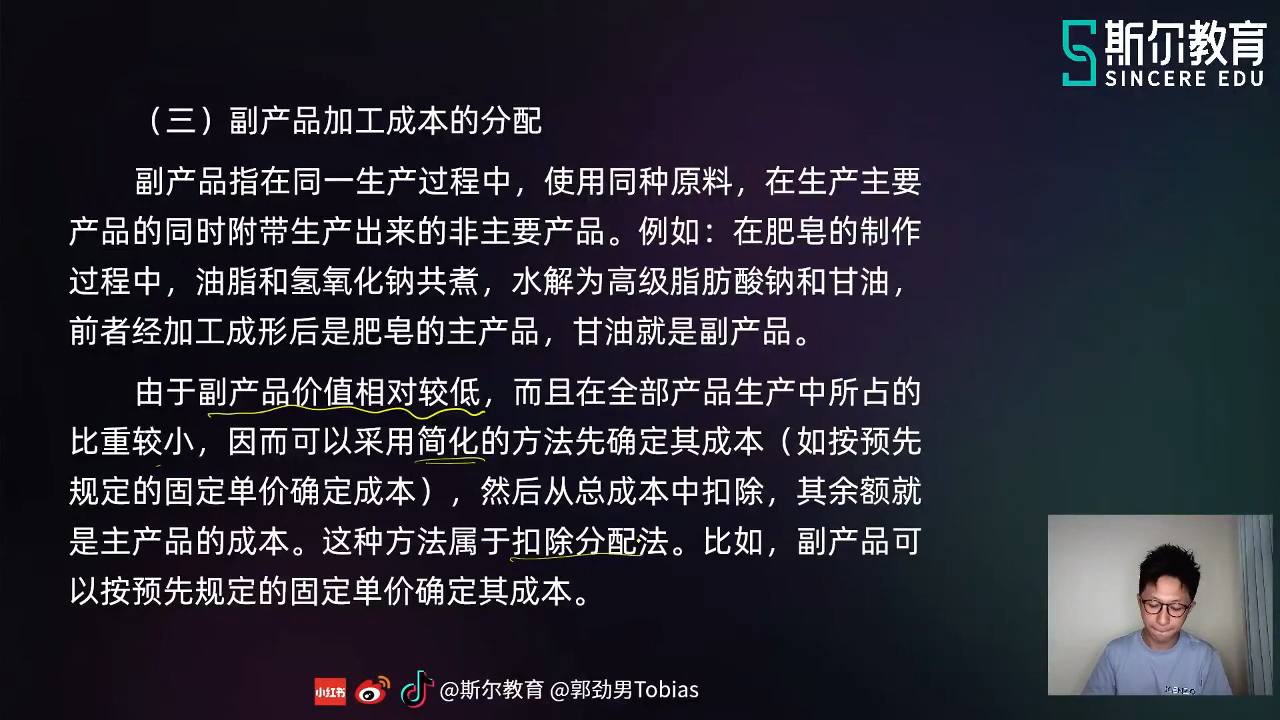 斯尔教育
SINCERE EDU
（三）副产品加工成本的分配
副产品指在同一生产过程中，使用同种原料，在生产主要
产品的同时附带生产出来的非主要产品。例如：在肥皂的制作
过程中，油脂和氢氧化钠共煮，水解为高级脂肪酸钠和甘油，
前者经加工成形后是肥皂的主产品，甘油就是副产品。
由于副产品价值相对较低，而且在全部产品生产中所占的
比重较小，因而可以采用简化的方法先确定其成本（如按预先
规定的固定单价确定成本），然后从总成本中扣除，其余额就
是主产品的成本。这种方法属于扣除分配法。比如，副产品可
以按预先规定的固定单价确定其成本。
小红书 @斯尔教育 @郭劲男Tobias
KENZO